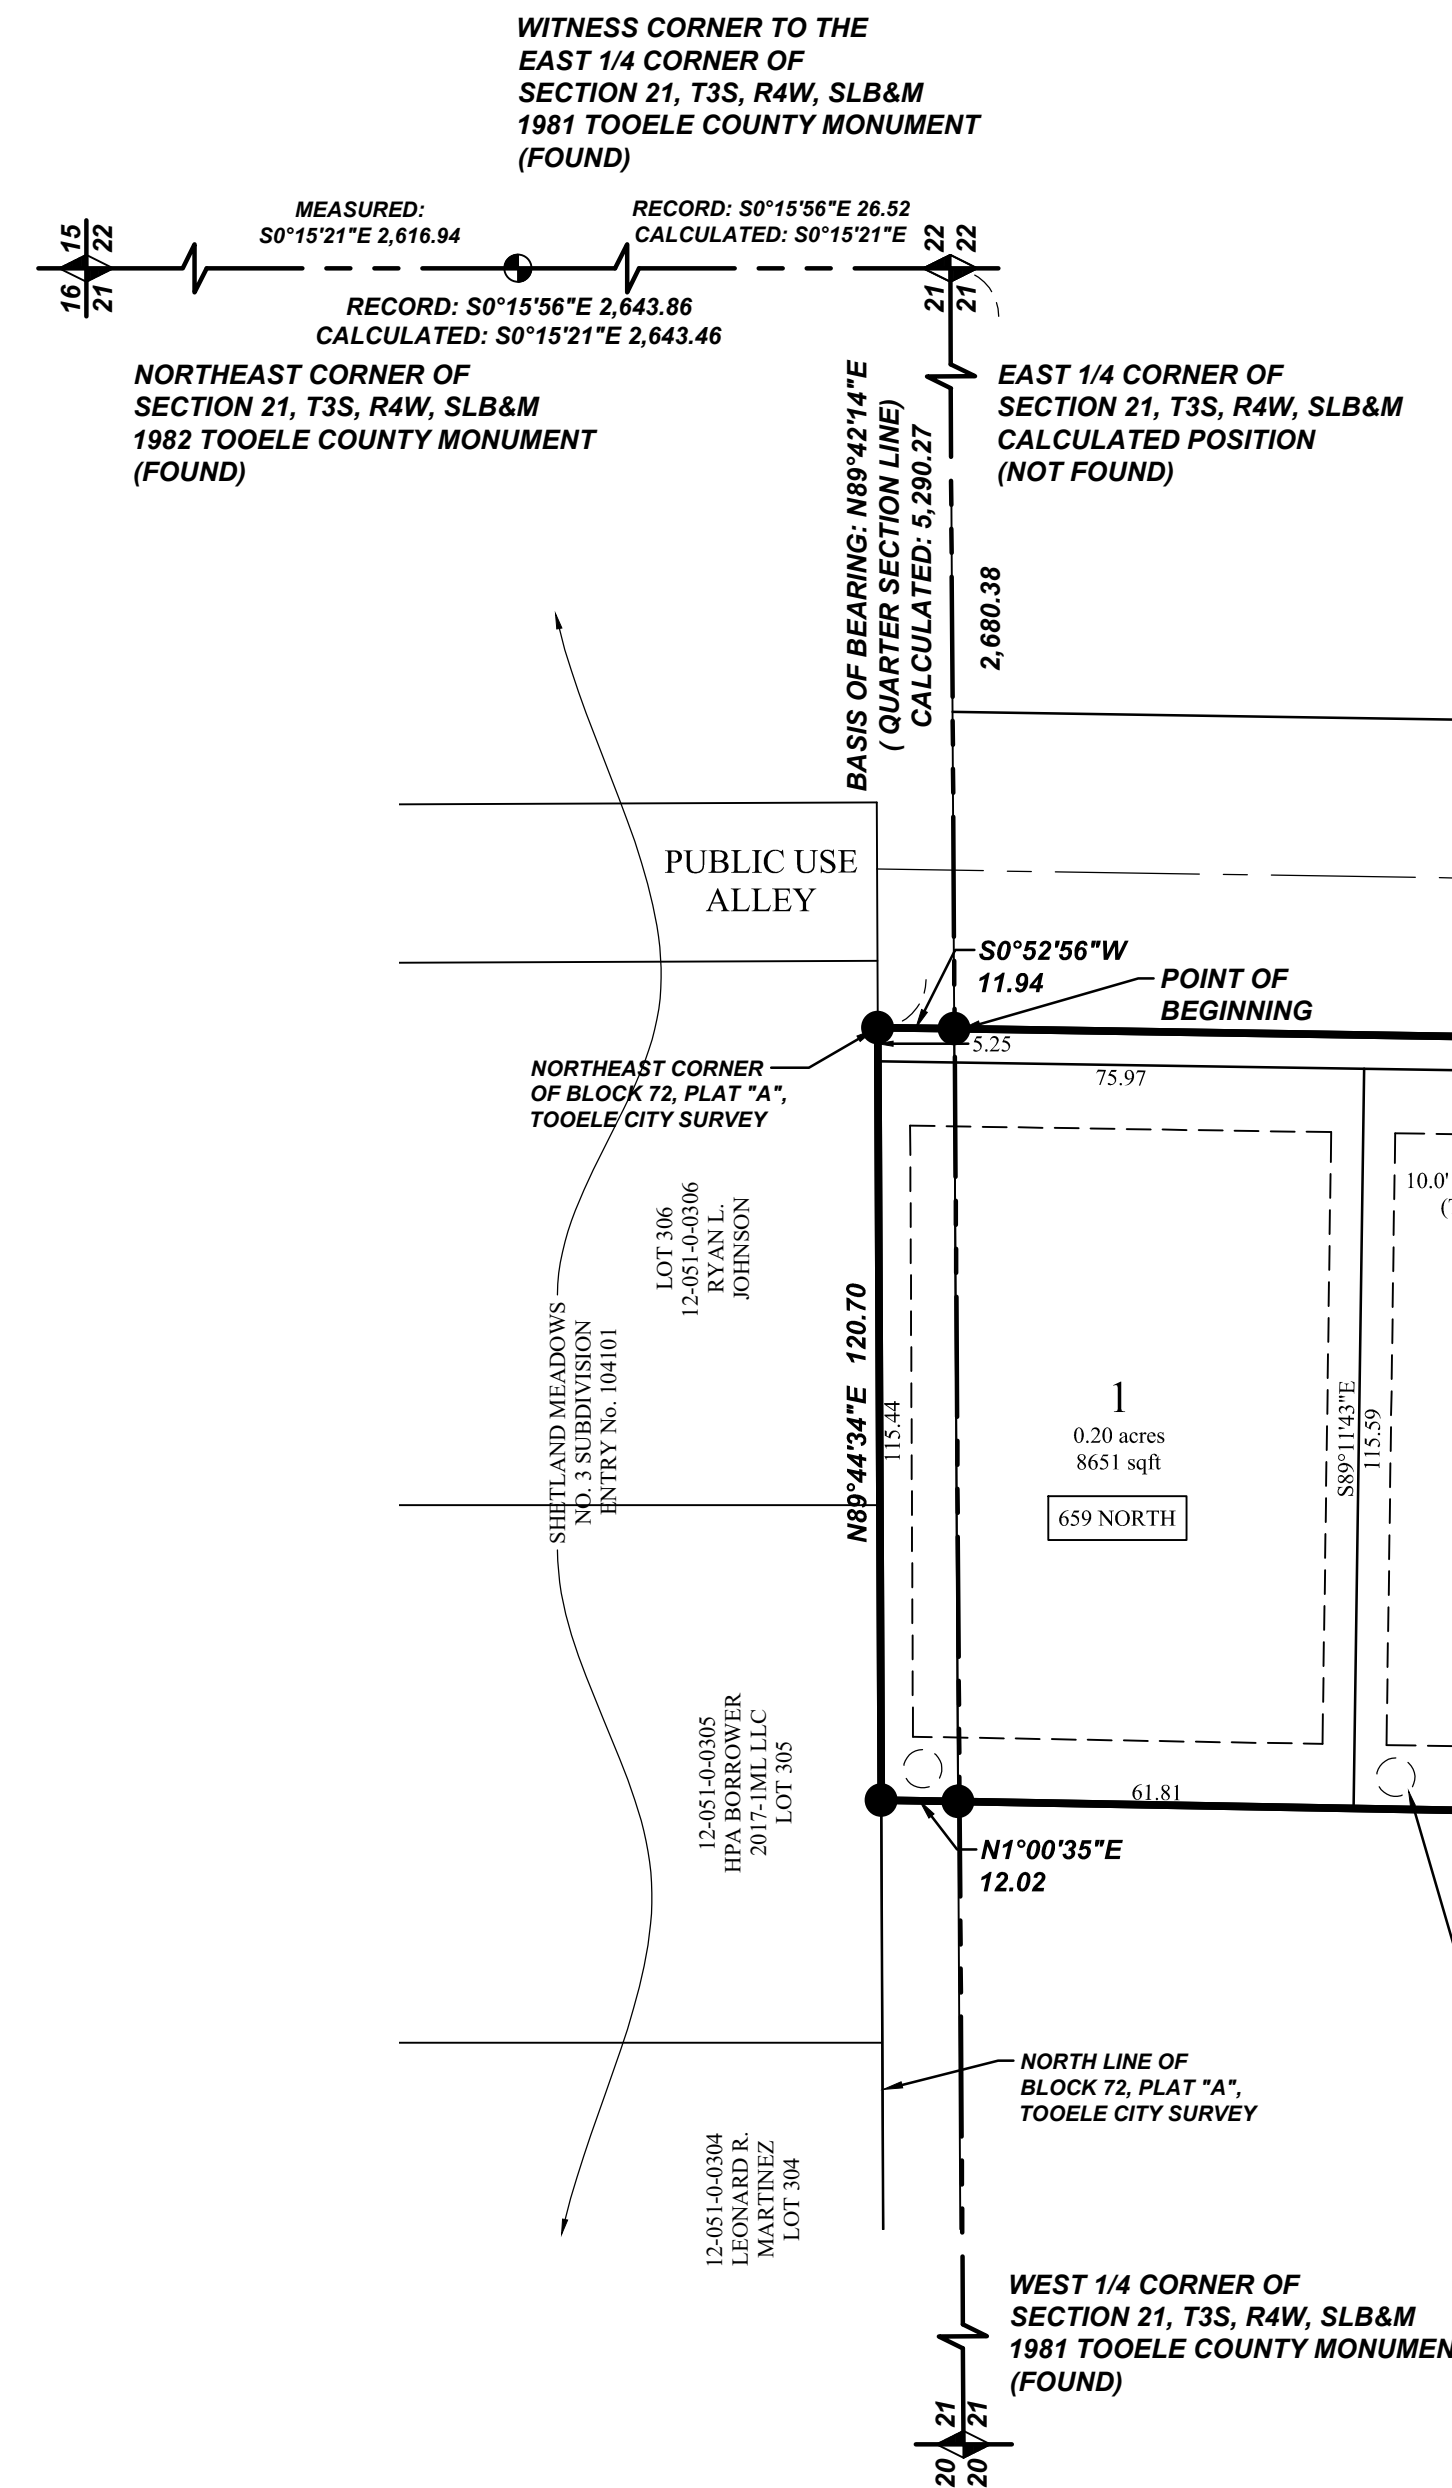 WITNESS CORNER TO THE
EAST 1/4 CORNER OF
SECTION 21, T3S, R4W, SLB&M
1981 TOOELE COUNTY MONUMENT
(FOUND)
MEASURED:
S0°15'21"E 2,616.94
RECORD: S0°15'56"E 26.52
CALCULATED: S0°15'21"E
16 15
21 22
21 22
21 22
RECORD: S0°15'56"E 2,643.86
CALCULATED: S0°15'21"E 2,643.46
NORTHEAST CORNER OF
SECTION 21, T3S, R4W, SLB&M
1982 TOOELE COUNTY MONUMENT
(FOUND)
EAST 1/4 CORNER OF
SECTION 21, T3S, R4W, SLB&M
CALCULATED POSITION
(NOT FOUND)
BASIS OF BEARING: N89°42'14"E
( QUARTER SECTION LINE)
CALCULATED: 5,290.27
2,680.38
PUBLIC USE
ALLEY
S0°52'56"W
11.94
POINT OF
BEGINNING
5.25
75.97
NORTHEAST CORNER
OF BLOCK 72, PLAT "A",
TOOELE CITY SURVEY
10.0'
(
LOT 306
12-051-0-0306
RYAN L.
JOHNSON
SHETLAND MEADOWS
NO. 3 SUBDIVISION
ENTRY No. 104101
N89°44'34"E 120.70
115.44
1
0.20 acres
8651 sqft
659 NORTH
S89°11'43"E
115.59
12-051-0-0305
HPA BORROWER
2017-1ML LLC
LOT 305
61.81
N1°00'35"E
12.02
NORTH LINE OF
BLOCK 72, PLAT "A",
TOOELE CITY SURVEY
12-051-0-0304
LEONARD R.
MARTINEZ
LOT 304
WEST 1/4 CORNER OF
SECTION 21, T3S, R4W, SLB&M
1981 TOOELE COUNTY MONUMEN
(FOUND)
20 21
20 21